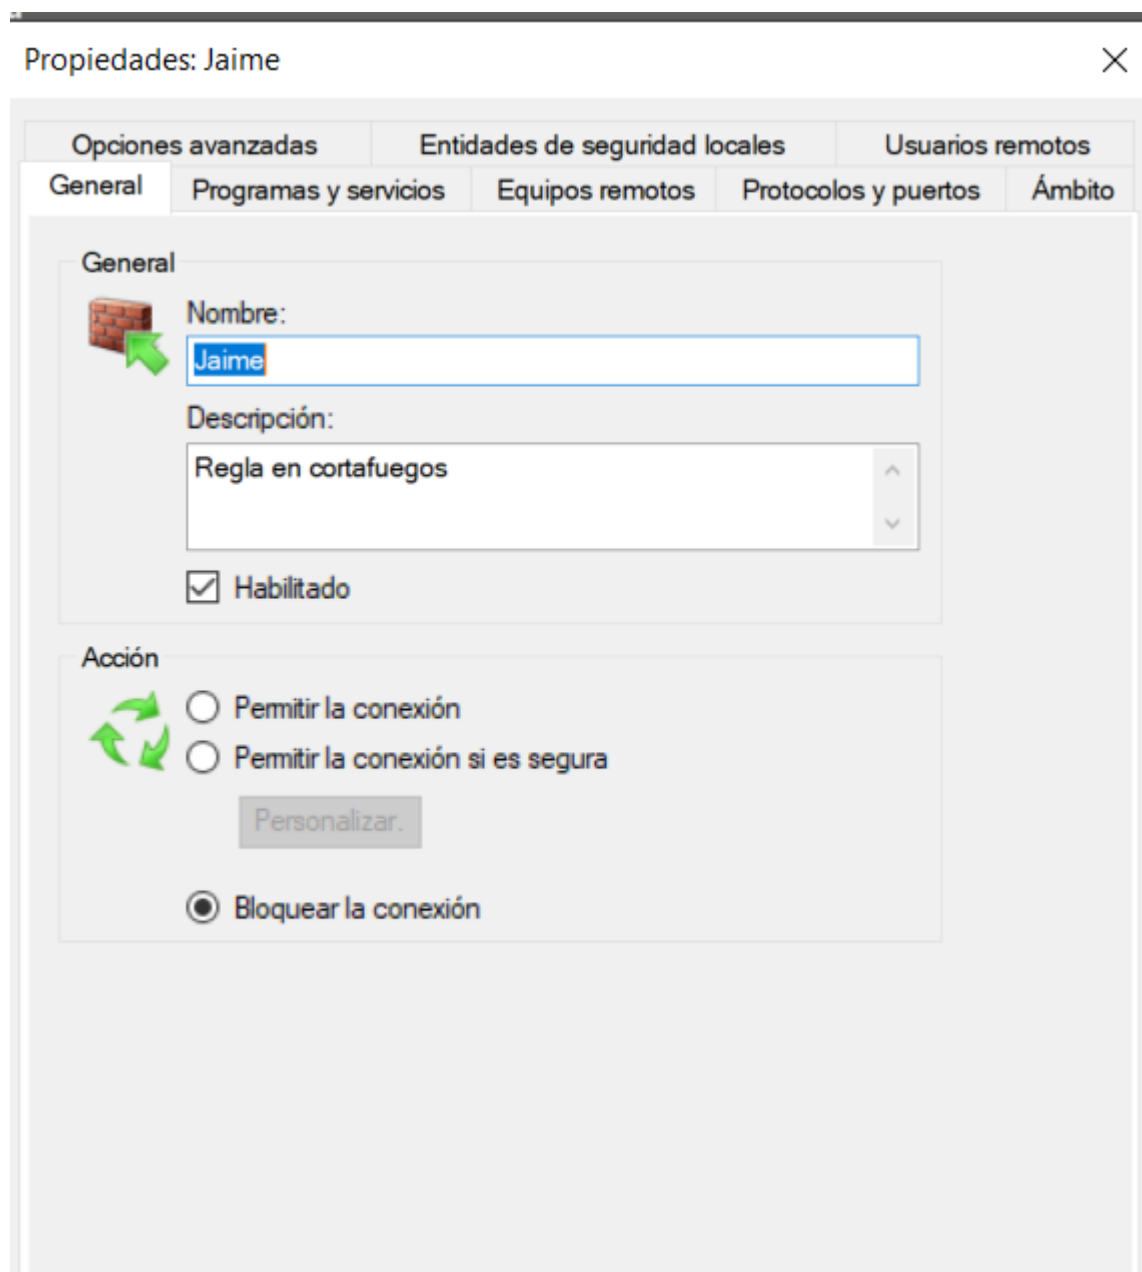 Propiedades: Jaime
Opciones avanzadas Entidades de seguridad locales Usuarios remotos
General Programas y servicios Equipos remotos Protocolos y puertos Ámbito
General
Nombre:
Jaime
Descripción:
Regla en cortafuegos
Habilitado
Acción
Permitir la conexión
Permitir la conexión si es segura
Personalizar.
Bloquear la conexión